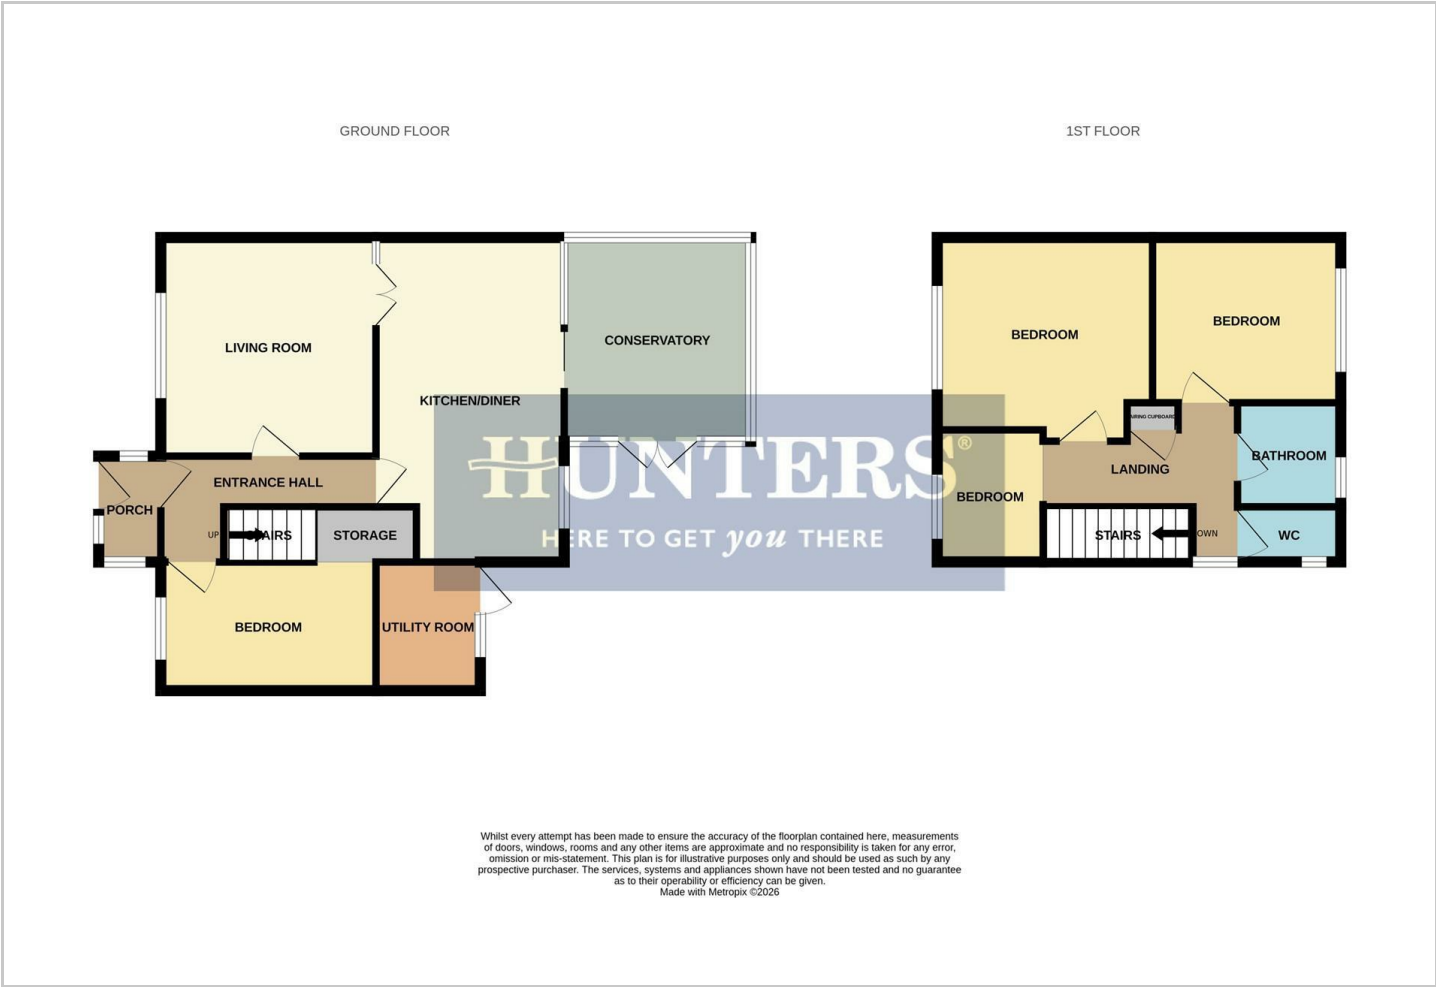 GROUND FLOOR
1ST FLOOR
LIVING ROOM
KITCHEN/DINER
CONSERVATORY
ENTRANCE HALL
PORCH
UP
STAIRS
STORAGE
BEDROOM
UTILITY ROOM
BEDROOM
BEDROOM
AIRING CUPBOARD
BATHROOM
LANDING
BEDROOM
STAIRS
DOWN
WC
HUNTERS®
HERE TO GET you THERE
Whilst every attempt has been made to ensure the accuracy of the floorplan contained here, measurements
of doors, windows, rooms and any other items are approximate and no responsibility is taken for any error,
omission or mis-statement. This plan is for illustrative purposes only and should be used as such by any
prospective purchaser. The services, systems and appliances shown have not been tested and no guarantee
as to their operability or efficiency can be given.
Made with Metropix ©2026